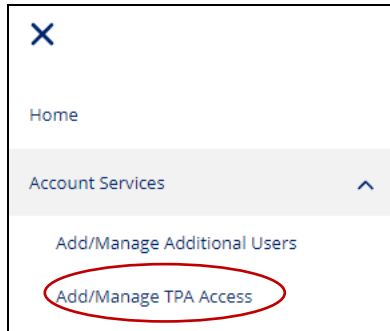 Home
Account Services
Add/Manage Additional Users
Add/Manage TPA Access